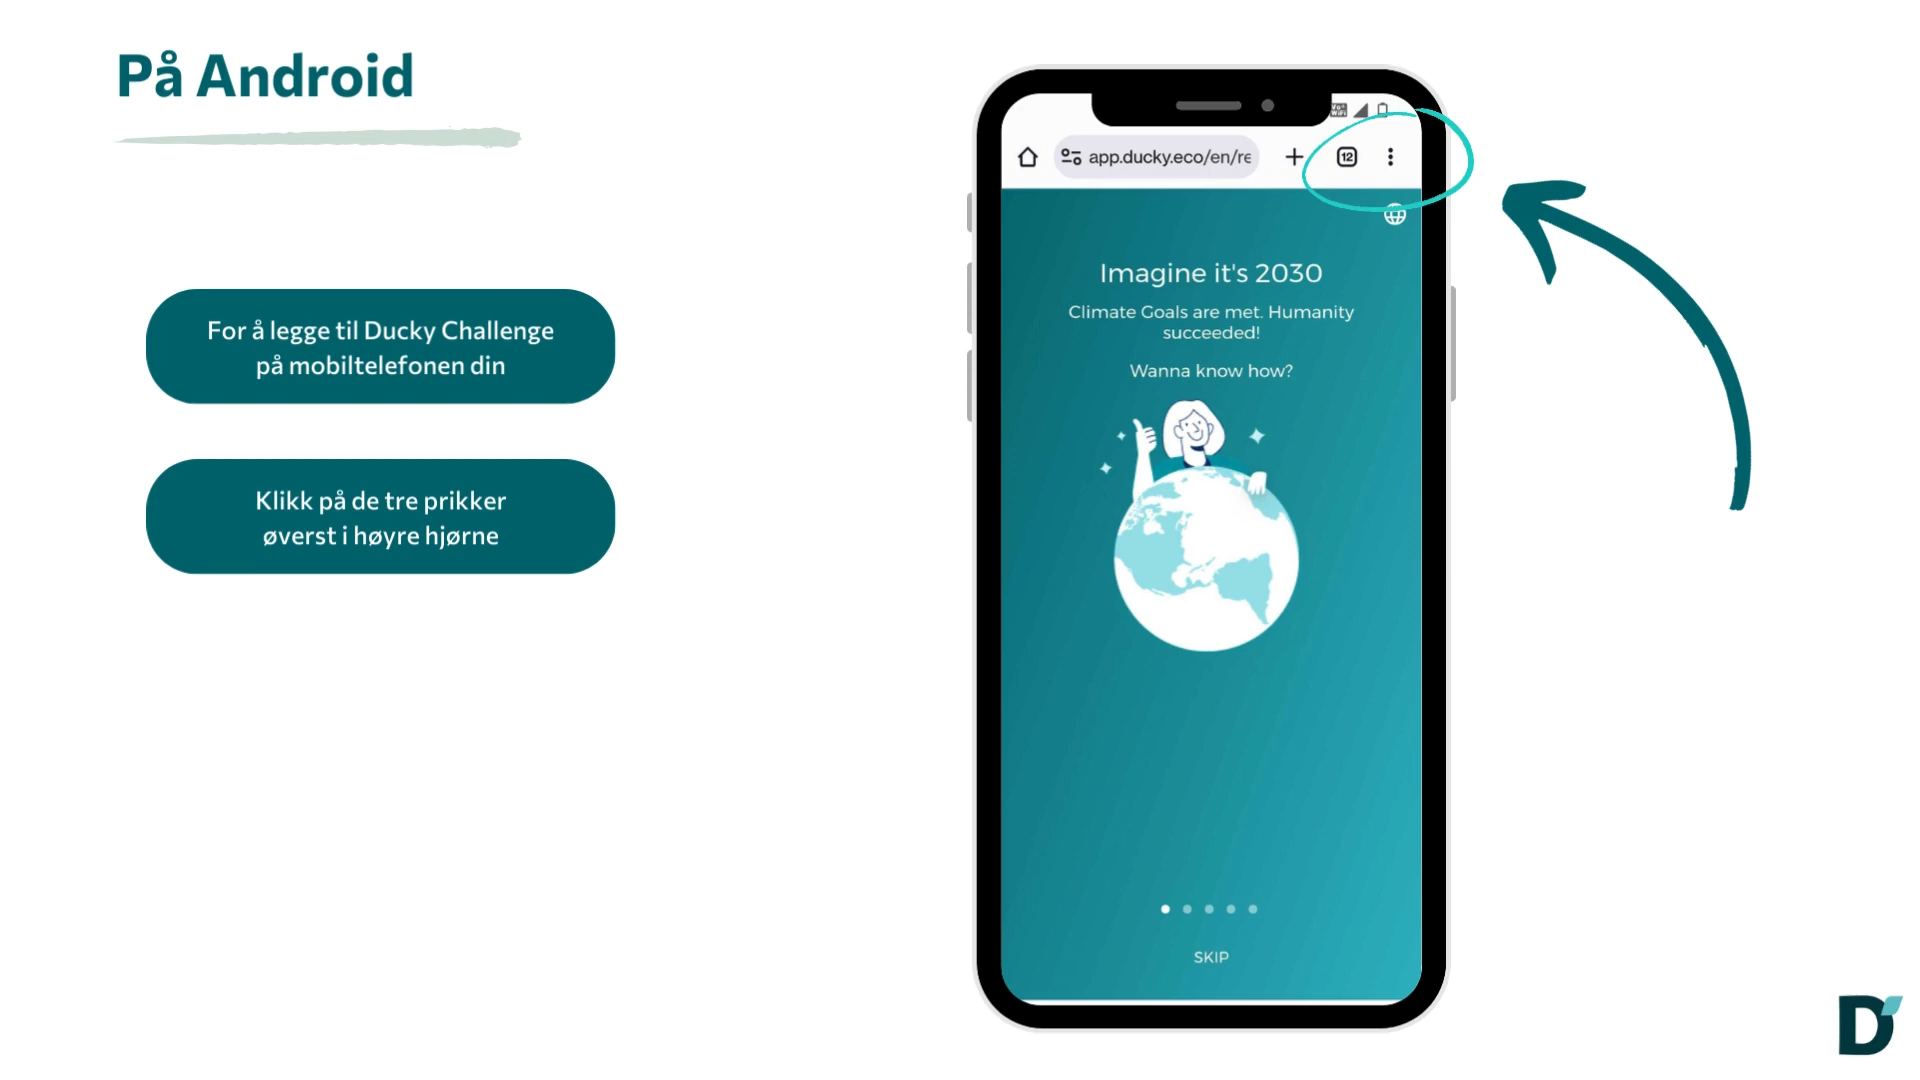 På Android
For å legge til Ducky Challenge
på mobiltelefonen din
Klikk på de tre prikker
øverst i høyre hjørne
app.ducky.eco/en/re
12
Imagine it's 2030
Climate Goals are met. Humanity
succeeded!
Wanna know how?
SKIP
D